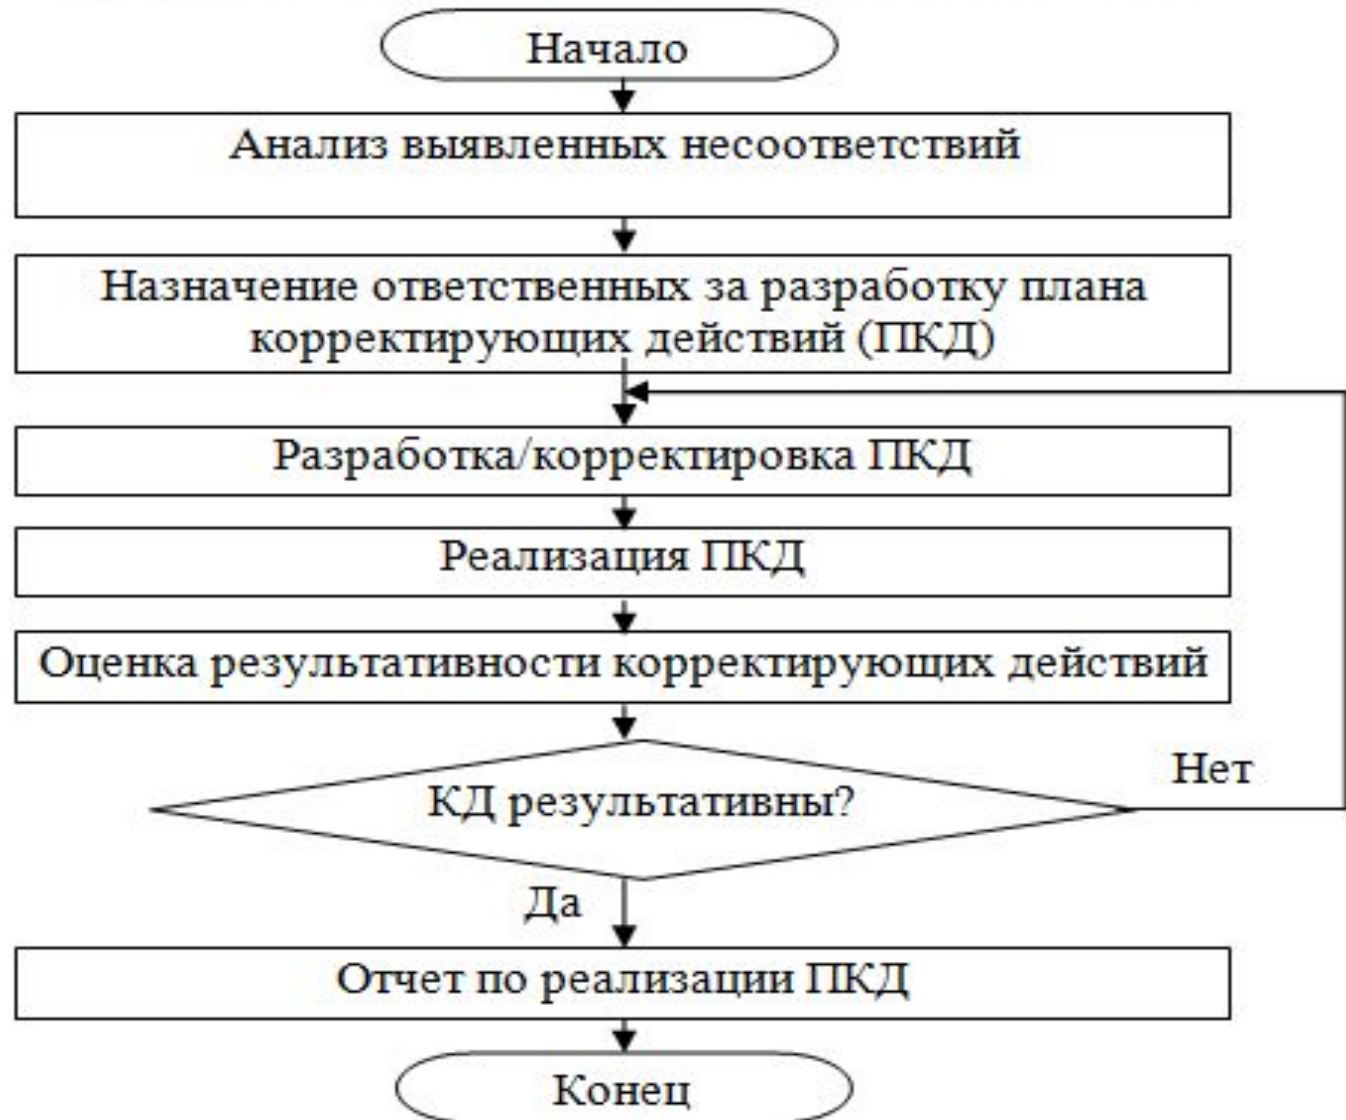 Начало
Анализ выявленных несоответствий
Назначение ответственных за разработку плана
корректирующих действий (ПКД)
Разработка/корректировка ПКД
Реализация ПКД
Оценка результативности корректирующих действий
КД результативны?
Нет
Да
Отчет по реализации ПКД
Конец